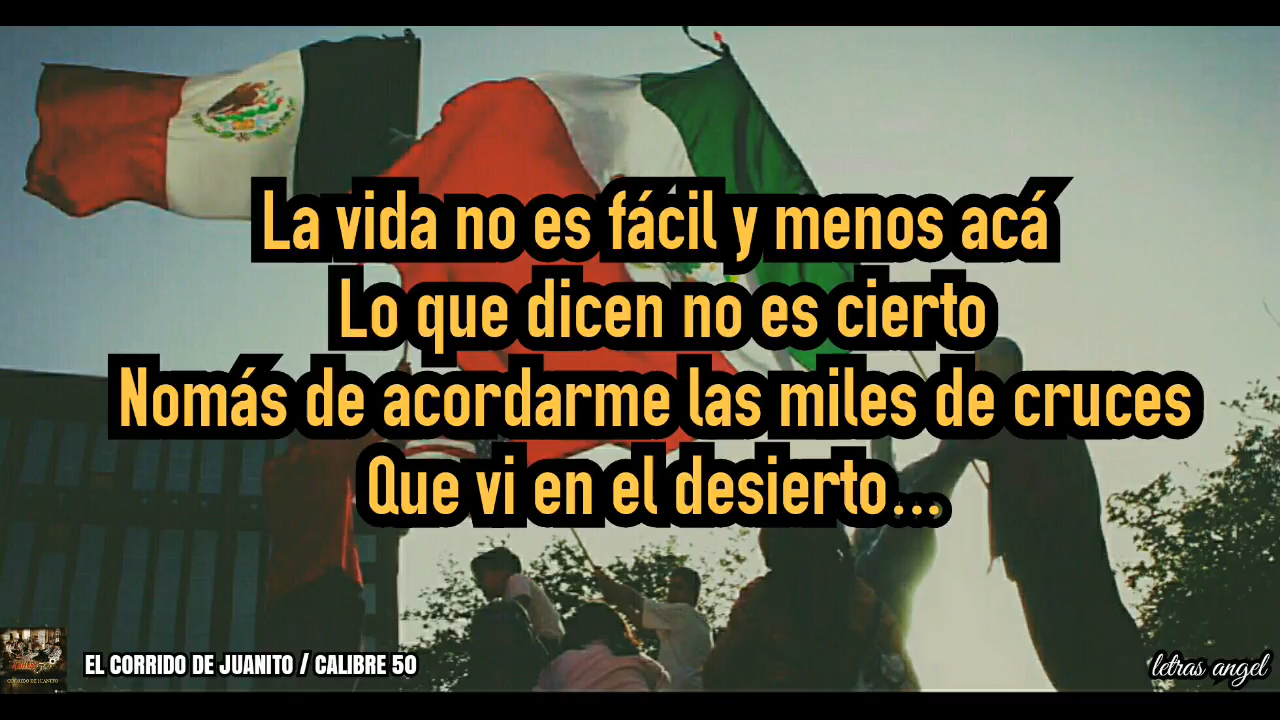 La vida no es fácil y menos acá
Lo que dicen no es cierto
Nomás de acordarme las miles de cruces
Que vi en el desierto...
EL CORRIDO DE JUANITO / CALIBRE 50
letras angel